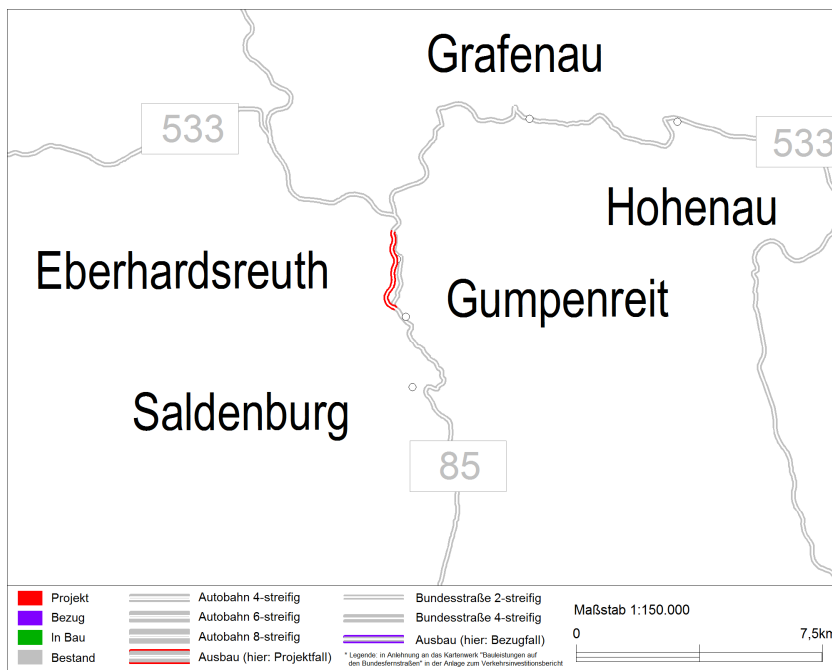 Grafenau
533
533
Hohenau
Eberhardsreuth
Gumpenreit
Saldenburg
85
Projekt
Bezug
In Bau
Bestand
Autobahn 4-streifig
Autobahn 6-streifig
Autobahn 8-streifig
Ausbau (hier: Projektfall)
Bundesstraße 2-streifig
Bundesstraße 4-streifig
Ausbau (hier: Bezugfall)
* Legende: in Anlehnung an das Kartenwerk "Bauleistungen auf
den Bundesfernstraßen" in der Anlage zum Verkehrsinvestitionsbericht
Maßstab 1:150.000
0 7,5km